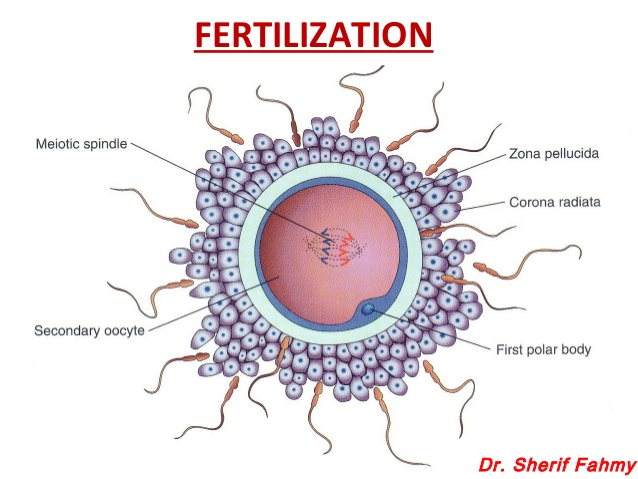 FERTILIZATION
Meiotic spindle
Zona pellucida
Corona radiata
Secondary oocyte
First polar body
Dr. Sherif Fahmy